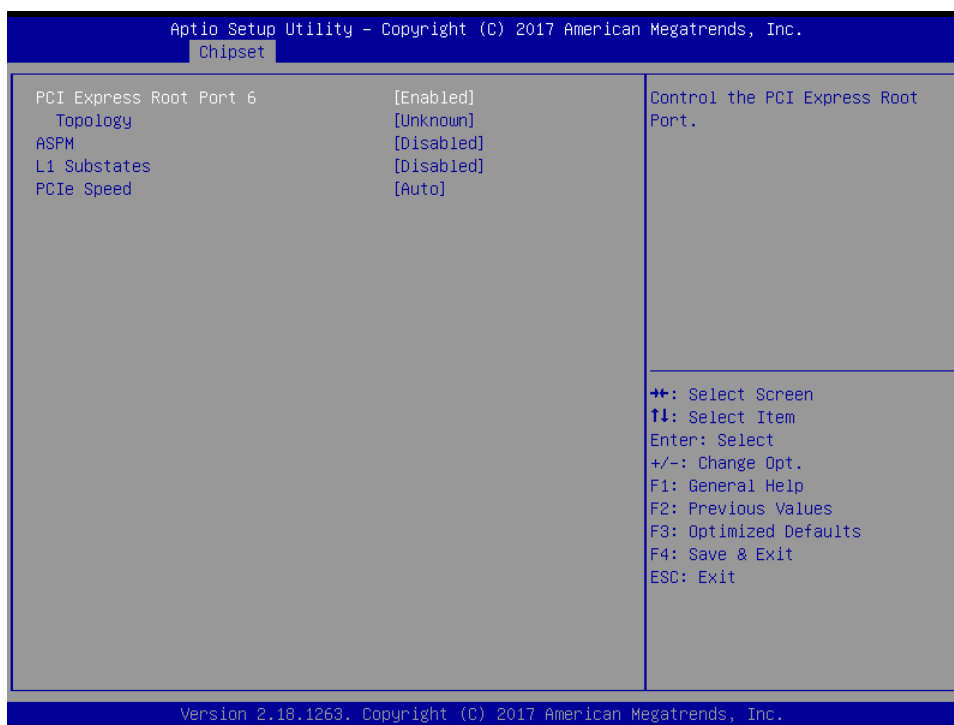 Aptio Setup Utility – Copyright (C) 2017 American Megatrends, Inc.
Chipset
PCI Express Root Port 6 [Enabled]
Topology [Unknown]
ASPM [Disabled]
L1 Substates [Disabled]
PCIe Speed [Auto]
Control the PCI Express Root
Port.
→←: Select Screen
↑↓: Select Item
Enter: Select
+/-: Change Opt.
F1: General Help
F2: Previous Values
F3: Optimized Defaults
F4: Save & Exit
ESC: Exit
Version 2.18.1263. Copyright (C) 2017 American Megatrends, Inc.